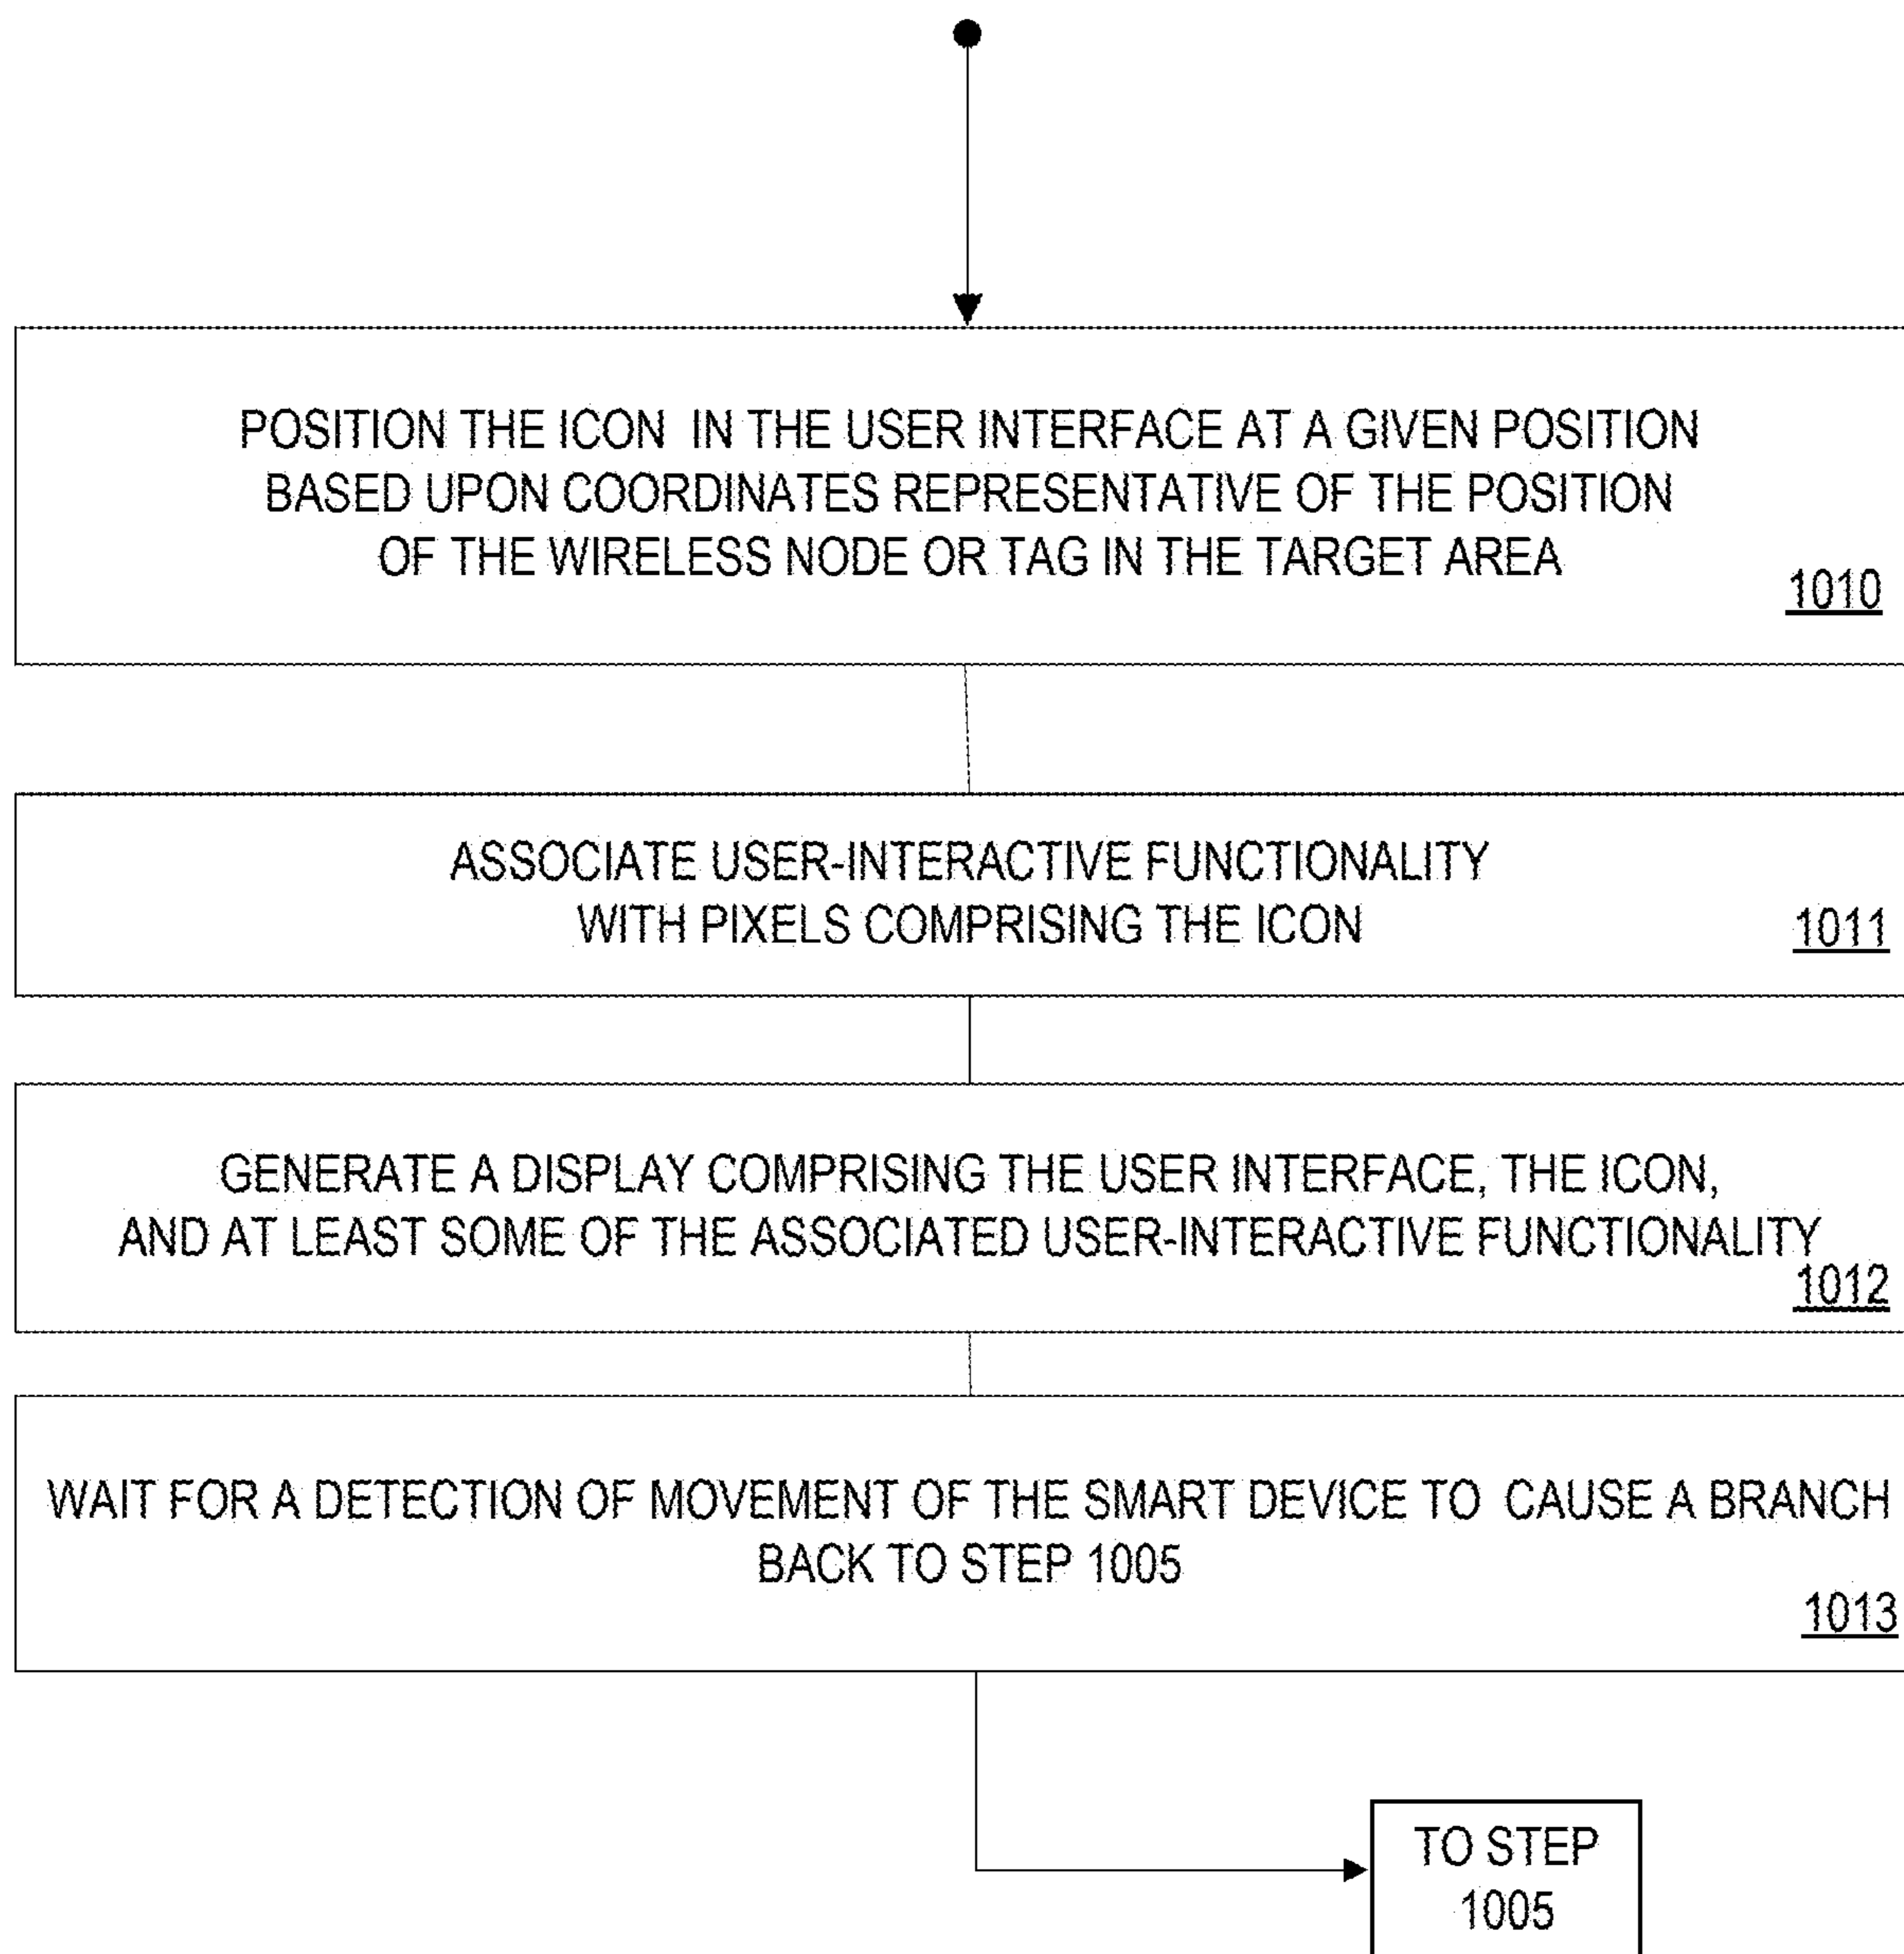 POSITION THE ICON IN THE USER INTERFACE AT A GIVEN POSITION
BASED UPON COORDINATES REPRESENTATIVE OF THE POSITION
OF THE WIRELESS NODE OR TAG IN THE TARGET AREA
1010
ASSOCIATE USER-INTERACTIVE FUNCTIONALITY
WITH PIXELS COMPRISING THE ICON
1011
GENERATE A DISPLAY COMPRISING THE USER INTERFACE, THE ICON,
AND AT LEAST SOME OF THE ASSOCIATED USER-INTERACTIVE FUNCTIONALITY
1012
WAIT FOR A DETECTION OF MOVEMENT OF THE SMART DEVICE TO CAUSE A BRANCH
BACK TO STEP 1005
1013
TO STEP
1005